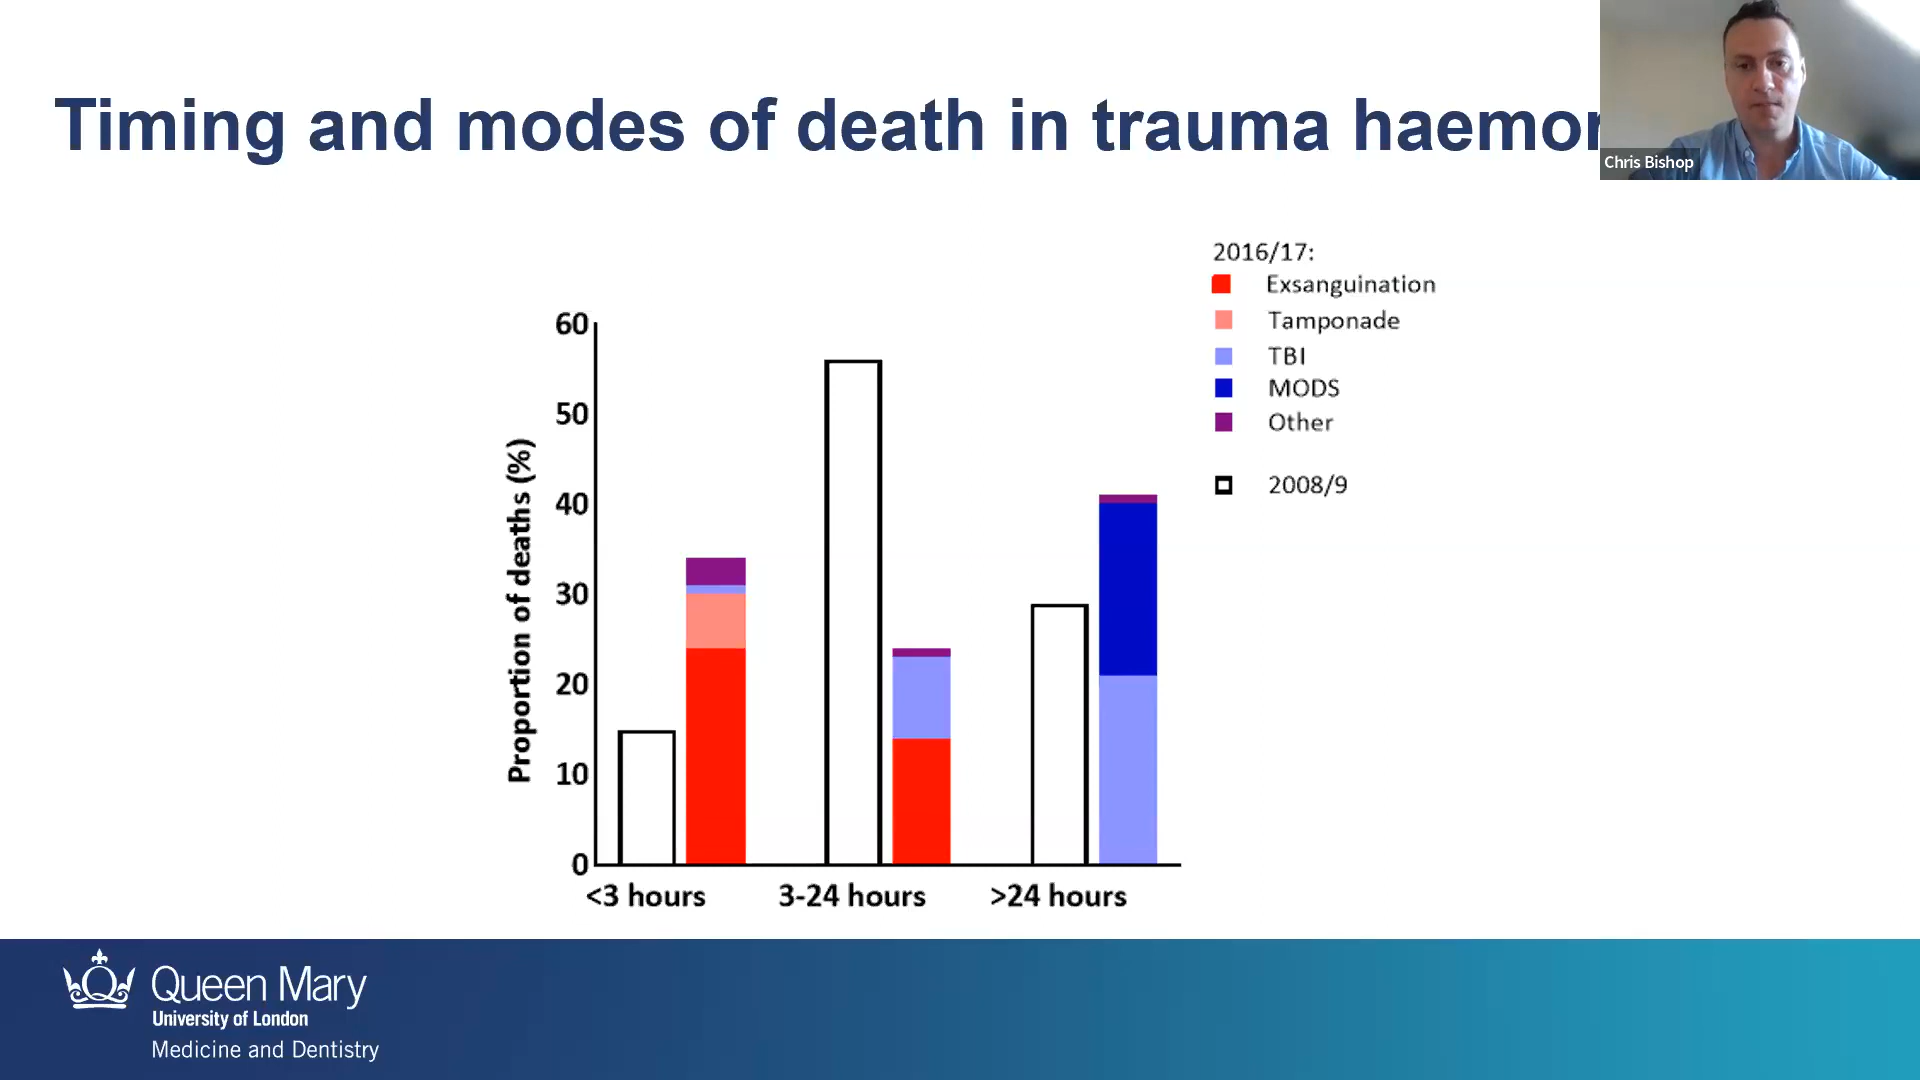 Timing and modes of death in trauma haemor
Chris Bishop
2016/17:
Exsanguination
Tamponade
TBI
MODS
Other
2008/9
Proportion of deaths (%)
60
50
40
30
20
10
0
<3 hours 3-24 hours >24 hours
Queen Mary
University of London
Medicine and Dentistry